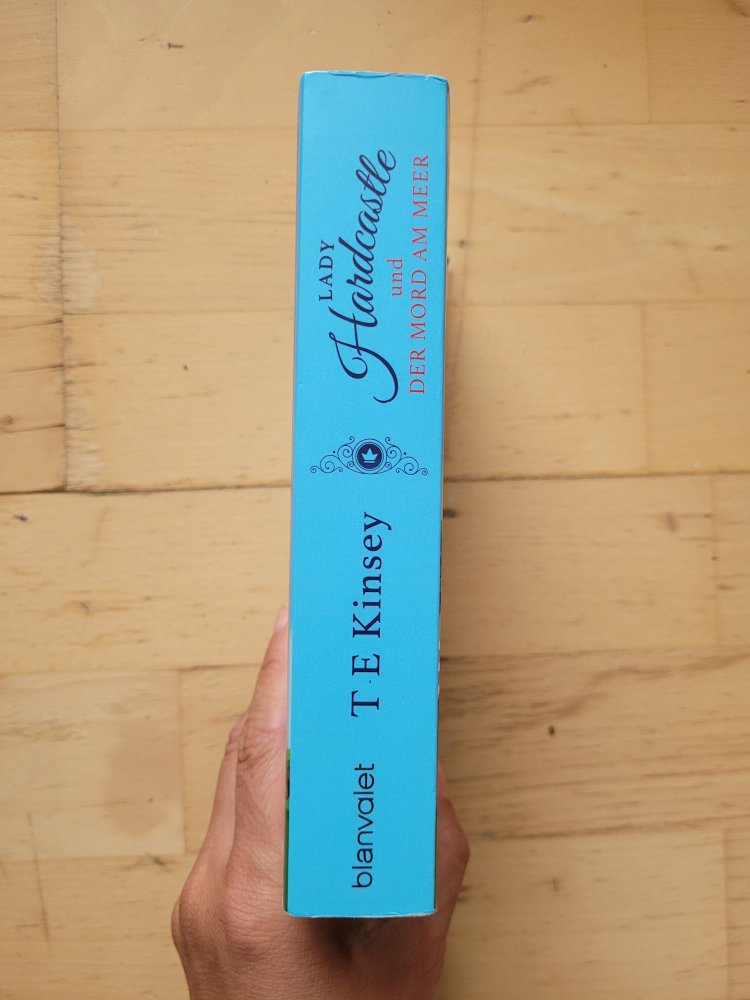 LADY
Hardcastle
und
DER MORD AM MEER
T E Kinsey
blanvalet